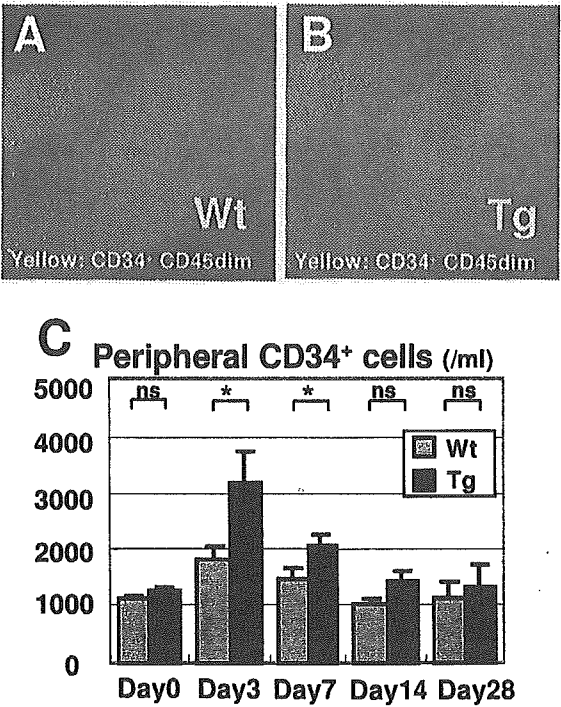 A
Wt
Yellow: CD34+ CD45dim
B
Tg
Yellow: CD34+ CD45dim
C
Peripheral CD34+ cells (/ml)
5000
4000
3000
2000
1000
0
ns
*
*
ns
ns
Wt
Tg
Day0
Day3
Day7
Day14
Day28